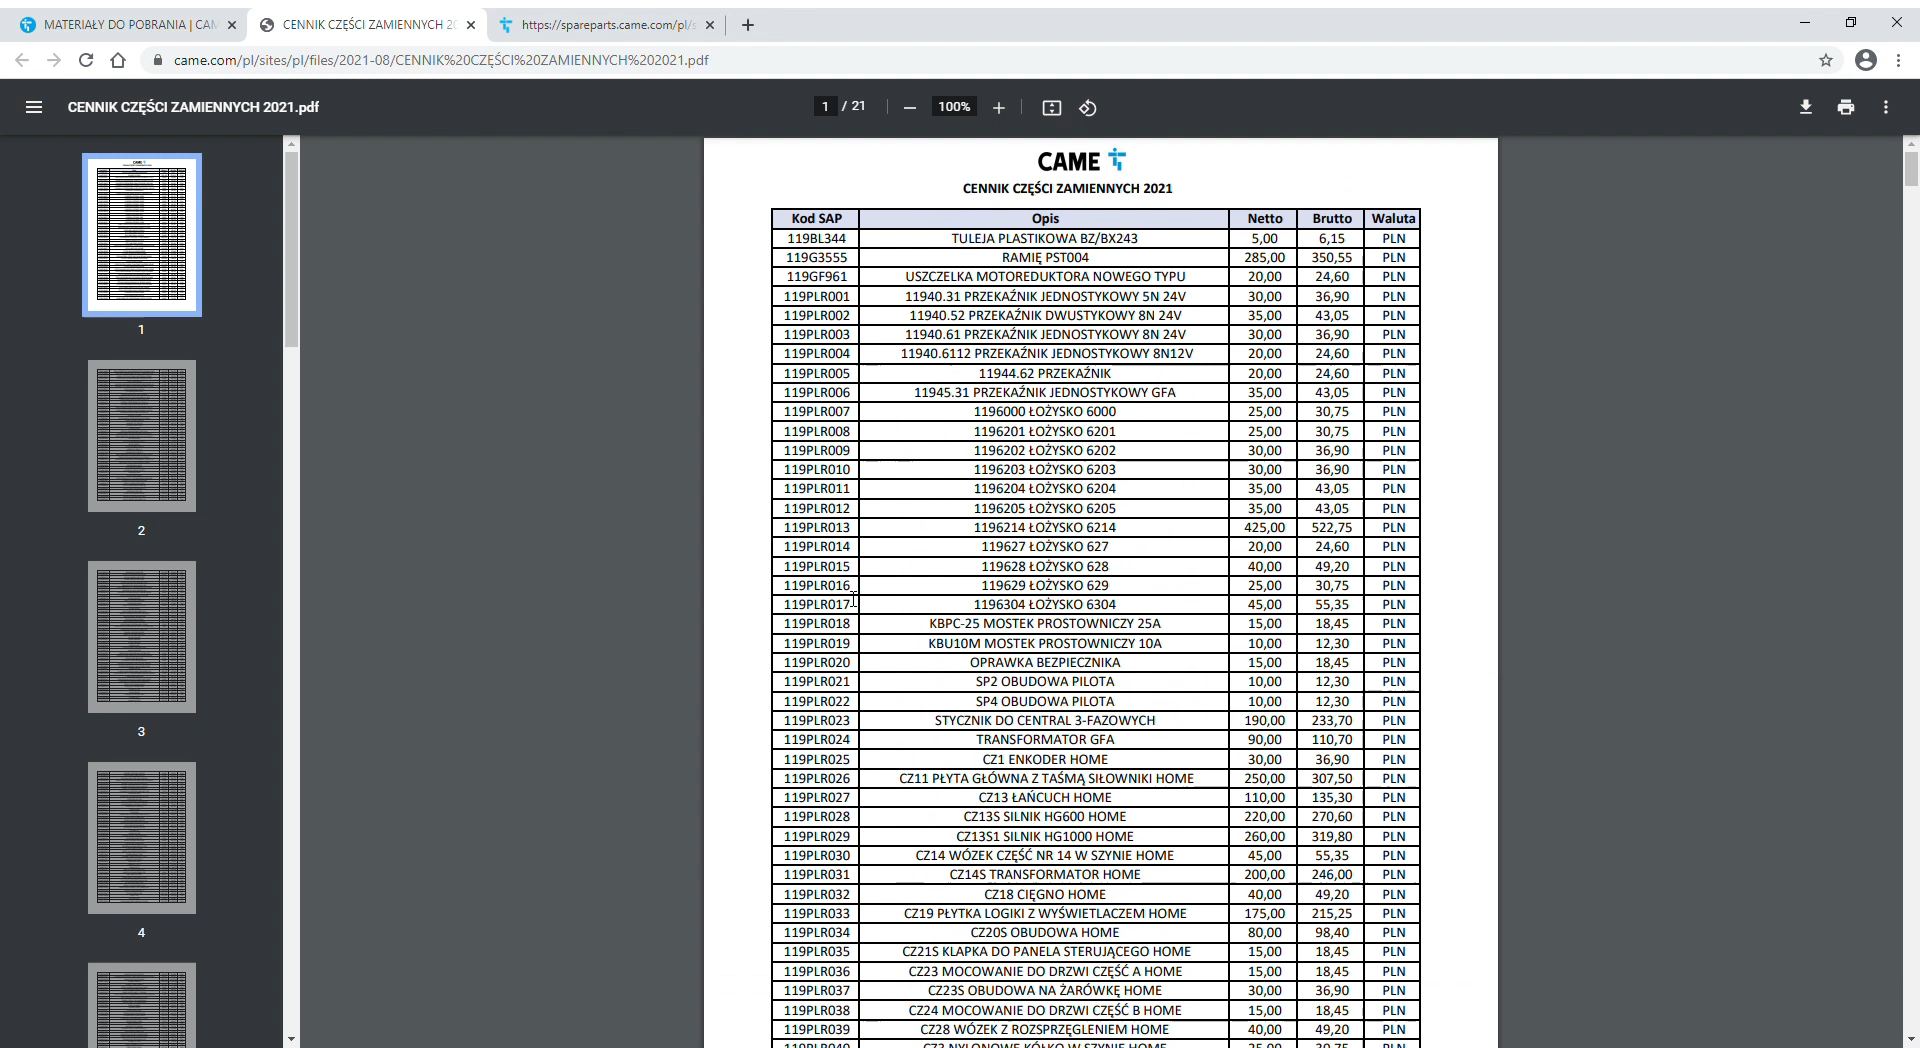 MATERIAŁY DO POBRANIA | CAM
CENNIK CZĘŚCI ZAMIENNYCH 20
https://spareparts.came.com/pl/s
came.com/pl/sites/pl/files/2021-08/CENNIK%20CZĘŚCI%20ZAMIENNYCH%202021.pdf
CENNIK CZĘŚCI ZAMIENNYCH 2021.pdf
1 / 21
100%
1
2
3
4
CAME
CENNIK CZĘŚCI ZAMIENNYCH 2021
Kod SAP Opis Netto Brutto Waluta
119BL344 TULEJA PLASTIKOWA BZ/BX243 5,00 6,15 PLN
119G3555 RAMIĘ PST004 285,00 350,55 PLN
119GF961 USZCZELKA MOTOREDUKTORA NOWEGO TYPU 20,00 24,60 PLN
119PLR001 11940.31 PRZEKAŹNIK JEDNOSTYKOWY 5N 24V 30,00 36,90 PLN
119PLR002 11940.52 PRZEKAŹNIK DWUSTYKOWY 8N 24V 35,00 43,05 PLN
119PLR003 11940.61 PRZEKAŹNIK JEDNOSTYKOWY 8N 24V 30,00 36,90 PLN
119PLR004 11940.6112 PRZEKAŹNIK JEDNOSTYKOWY 8N12V 20,00 24,60 PLN
119PLR005 11944.62 PRZEKAŹNIK 20,00 24,60 PLN
119PLR006 11945.31 PRZEKAŹNIK JEDNOSTYKOWY GFA 35,00 43,05 PLN
119PLR007 1196000 ŁOŻYSKO 6000 25,00 30,75 PLN
119PLR008 1196201 ŁOŻYSKO 6201 25,00 30,75 PLN
119PLR009 1196202 ŁOŻYSKO 6202 30,00 36,90 PLN
119PLR010 1196203 ŁOŻYSKO 6203 30,00 36,90 PLN
119PLR011 1196204 ŁOŻYSKO 6204 35,00 43,05 PLN
119PLR012 1196205 ŁOŻYSKO 6205 35,00 43,05 PLN
119PLR013 1196214 ŁOŻYSKO 6214 425,00 522,75 PLN
119PLR014 119627 ŁOŻYSKO 627 20,00 24,60 PLN
119PLR015 119628 ŁOŻYSKO 628 40,00 49,20 PLN
119PLR016 119629 ŁOŻYSKO 629 25,00 30,75 PLN
119PLR017 1196304 ŁOŻYSKO 6304 45,00 55,35 PLN
119PLR018 KBPC-25 MOSTEK PROSTOWNICZY 25A 15,00 18,45 PLN
119PLR019 KBU10M MOSTEK PROSTOWNICZY 10A 10,00 12,30 PLN
119PLR020 OPRAWKA BEZPIECZNIKA 15,00 18,45 PLN
119PLR021 SP2 OBUDOWA PILOTA 10,00 12,30 PLN
119PLR022 SP4 OBUDOWA PILOTA 10,00 12,30 PLN
119PLR023 STYCZNIK DO CENTRAL 3-FAZOWYCH 190,00 233,70 PLN
119PLR024 TRANSFORMATOR GFA 90,00 110,70 PLN
119PLR025 CZ1 ENKODER HOME 30,00 36,90 PLN
119PLR026 CZ11 PŁYTA GŁÓWNA Z TAŚMĄ SIŁOWNIKI HOME 250,00 307,50 PLN
119PLR027 CZ13 ŁAŃCUCH HOME 110,00 135,30 PLN
119PLR028 CZ13S SILNIK HG600 HOME 220,00 270,60 PLN
119PLR029 CZ13S1 SILNIK HG1000 HOME 260,00 319,80 PLN
119PLR030 CZ14 WÓZEK CZĘŚĆ NR 14 W SZYNIE HOME 45,00 55,35 PLN
119PLR031 CZ14S TRANSFORMATOR HOME 200,00 246,00 PLN
119PLR032 CZ18 CIĘGNO HOME 40,00 49,20 PLN
119PLR033 CZ19 PŁYTKA LOGIKI Z WYŚWIETLACZEM HOME 175,00 215,25 PLN
119PLR034 CZ20S OBUDOWA HOME 80,00 98,40 PLN
119PLR035 CZ21S KLAPKA DO PANELA STERUJĄCEGO HOME 15,00 18,45 PLN
119PLR036 CZ23 MOCOWANIE DO DRZWI CZĘŚĆ A HOME 15,00 18,45 PLN
119PLR037 CZ23S OBUDOWA NA ŻARÓWKĘ HOME 30,00 36,90 PLN
119PLR038 CZ24 MOCOWANIE DO DRZWI CZĘŚĆ B HOME 15,00 18,45 PLN
119PLR039 CZ28 WÓZEK Z ROZSPRZĘGLENIEM HOME 40,00 49,20 PLN
119PLR040 CZ3 NYLONOWE KÓŁKO W SZYNIE HOME 25,00 30,75 PLN